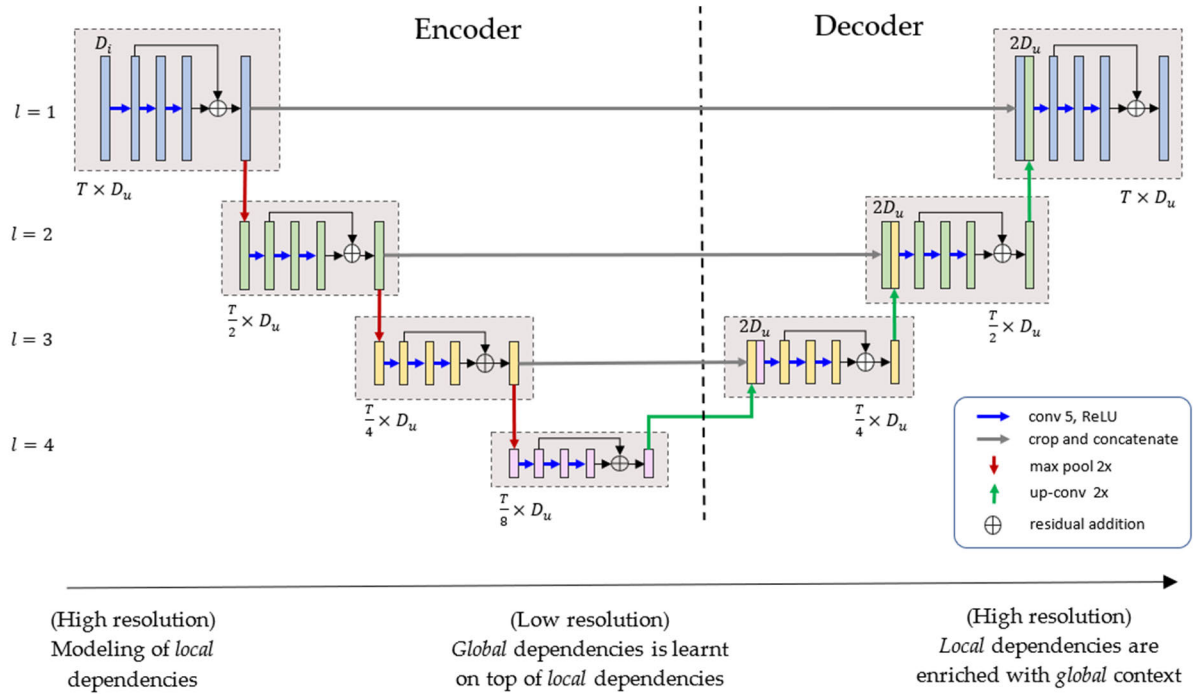 Encoder
Decoder
l = 1
D_i
2D_u
T × D_u
T × D_u
l = 2
2D_u
T/2 × D_u
T/2 × D_u
l = 3
2D_u
T/4 × D_u
T/4 × D_u
l = 4
T/8 × D_u
conv 5, ReLU
crop and concatenate
max pool 2x
up-conv 2x
residual addition
(High resolution)
Modeling of local
dependencies
(Low resolution)
Global dependencies is learnt
on top of local dependencies
(High resolution)
Local dependencies are
enriched with global context